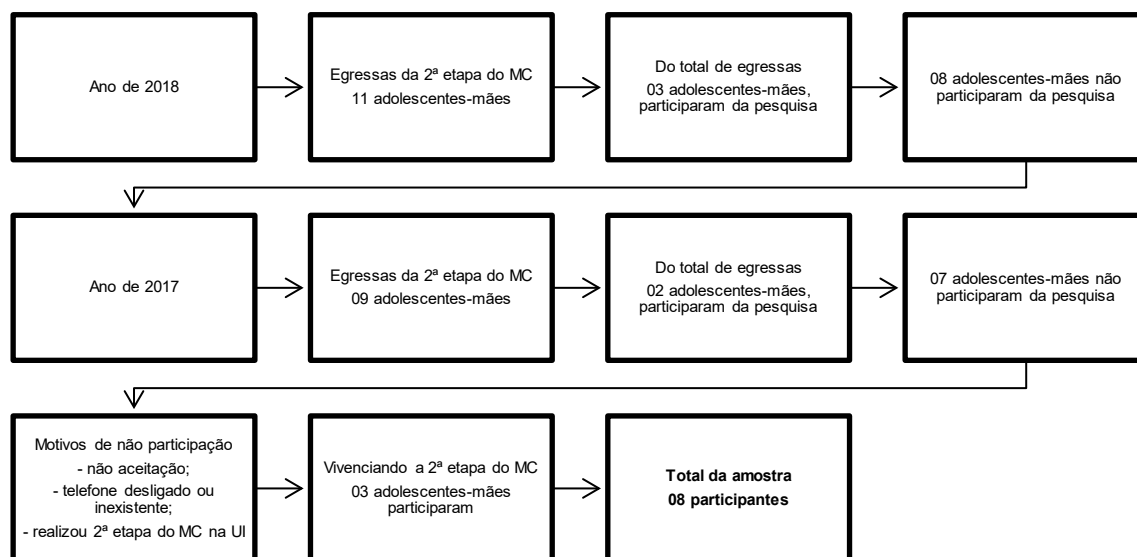 Ano de 2018
Egressas da 2ª etapa do MC
11 adolescentes-mães
Do total de egressas
03 adolescentes-mães,
participaram da pesquisa
08 adolescentes-mães não
participaram da pesquisa
Ano de 2017
Egressas da 2ª etapa do MC
09 adolescentes-mães
Do total de egressas
02 adolescentes-mães,
participaram da pesquisa
07 adolescentes-mães não
participaram da pesquisa
Motivos de não participação
- não aceitação;
- telefone desligado ou
inexistente;
- realizou 2ª etapa do MC na UI
Vivenciando a 2ª etapa do MC
03 adolescentes-mães
participam
Total da amostra
08 participantes